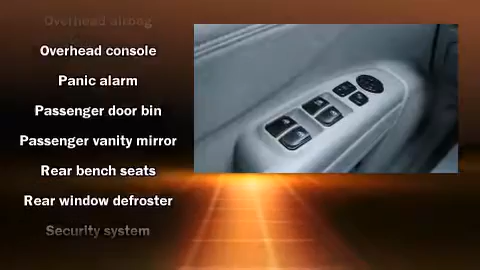 Overhead airbag
Overhead console
Panic alarm
Passenger door bin
Passenger vanity mirror
Rear bench seats
Rear window defroster
Security system